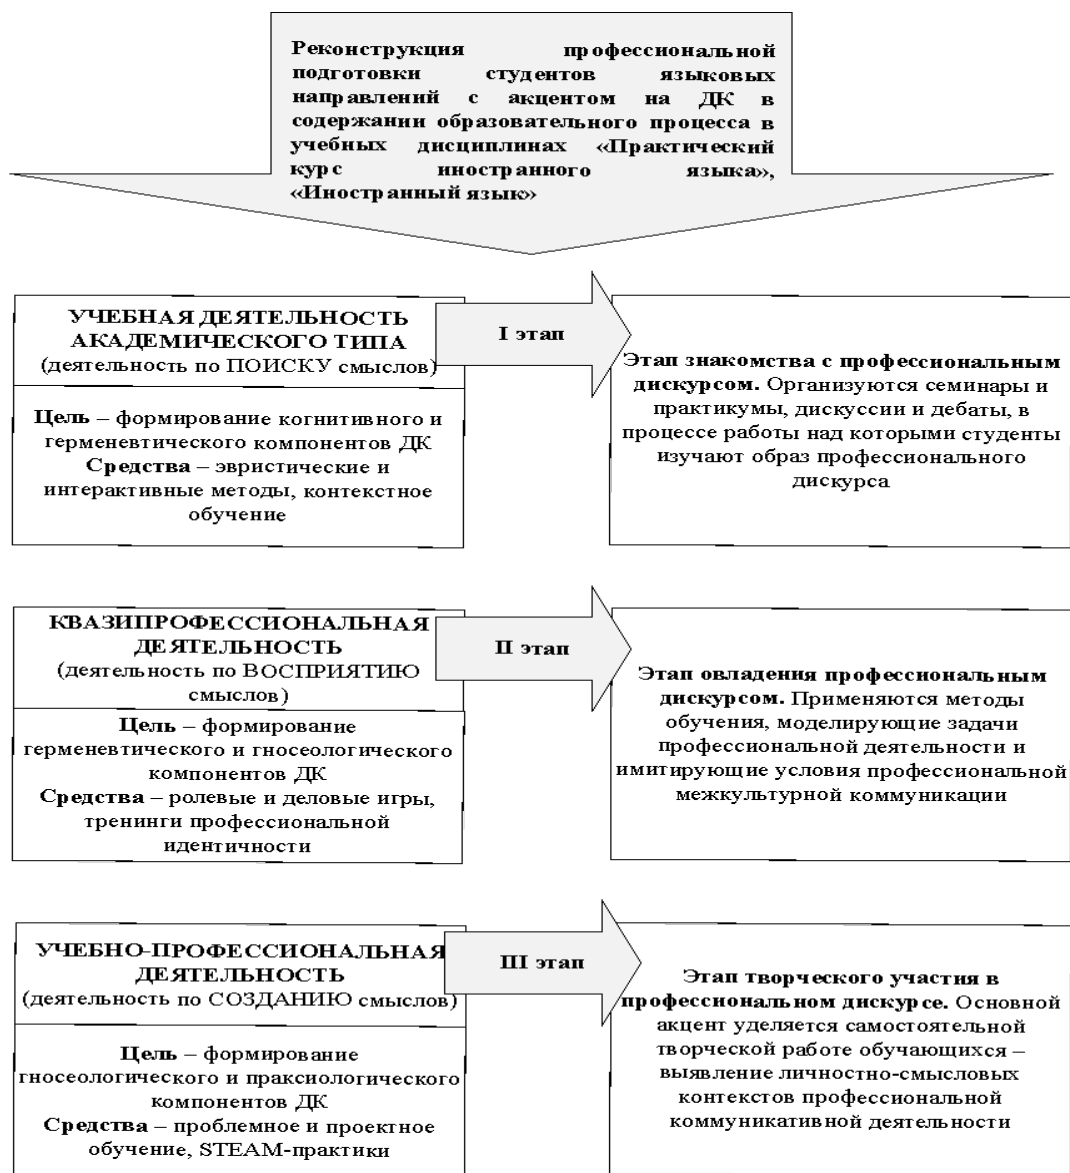 Реконструкция профессиональной
подготовки студентов языковых
направлений с акцентом на ДК в
содержании образовательного процесса в
учебных дисциплинах «Практический
курс иностранного языка»,
«Иностранный язык»
УЧЕБНАЯ ДЕЯТЕЛЬНОСТЬ
АКАДЕМИЧЕСКОГО ТИПА
(деятельность по ПОИСКУ смыслов)
Цель – формирование когнитивного и
герменевтического компонентов ДК
Средства – эвристические и
интерактивные методы, контекстное
обучение
I этап
Этап знакомства с профессиональным
дискурсом. Организуются семинары и
практикумы, дискуссии и дебаты, в
процессе работы над которыми студенты
изучают образ профессионального
дискурса
КВАЗИПРОФЕССИОНАЛЬНАЯ
ДЕЯТЕЛЬНОСТЬ
(деятельность по ВОСПРИЯТИЮ
смыслов)
Цель – формирование
герменевтического и гносеологического
компонентов ДК
Средства – ролевые и деловые игры,
тренинги профессиональной
идентичности
II этап
Этап овладения профессиональным
дискурсом. Применяются методы
обучения, моделирующие задачи
профессиональной деятельности и
имитирующие условия профессиональной
межкультурной коммуникации
УЧЕБНО-ПРОФЕССИОНАЛЬНАЯ
ДЕЯТЕЛЬНОСТЬ
(деятельность по СОЗДАНИЮ смыслов)
Цель – формирование
гносеологического и праксиологического
компонентов ДК
Средства – проблемное и проектное
обучение, STEAM-практики
III этап
Этап творческого участия в
профессиональном дискурсе. Основной
акцент уделяется самостоятельной
творческой работе обучающихся –
выявление личностно-смысловых
контекстов профессиональной
коммуникативной деятельности